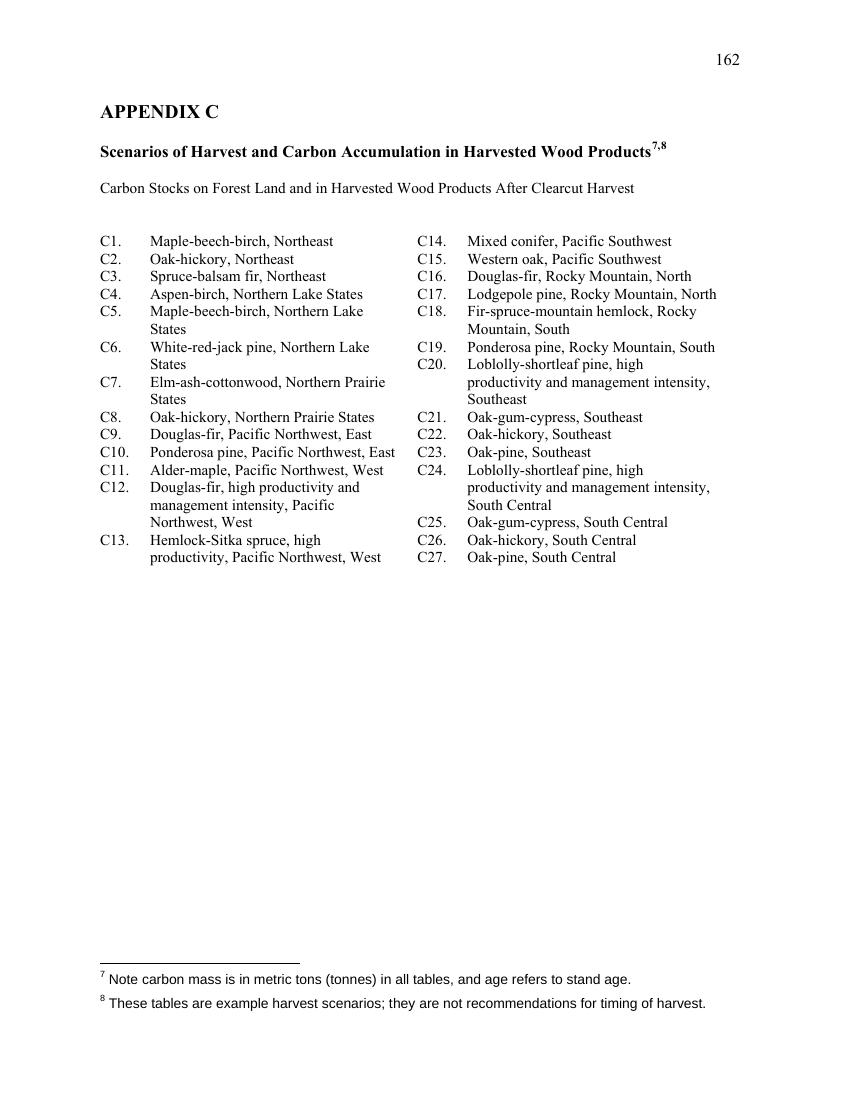 162
APPENDIX C
Scenarios of Harvest and Carbon Accumulation in Harvested Wood Products7,8
Carbon Stocks on Forest Land and in Harvested Wood Products After Clearcut Harvest
C1. Maple-beech-birch, Northeast
C2. Oak-hickory, Northeast
C3. Spruce-balsam fir, Northeast
C4. Aspen-birch, Northern Lake States
C5. Maple-beech-birch, Northern Lake
States
C6. White-red-jack pine, Northern Lake
States
C7. Elm-ash-cottonwood, Northern Prairie
States
C8. Oak-hickory, Northern Prairie States
C9. Douglas-fir, Pacific Northwest, East
C10. Ponderosa pine, Pacific Northwest, East
C11. Alder-maple, Pacific Northwest, West
C12. Douglas-fir, high productivity and
management intensity, Pacific
Northwest, West
C13. Hemlock-Sitka spruce, high
productivity, Pacific Northwest, West
C14. Mixed conifer, Pacific Southwest
C15. Western oak, Pacific Southwest
C16. Douglas-fir, Rocky Mountain, North
C17. Lodgepole pine, Rocky Mountain, North
C18. Fir-spruce-mountain hemlock, Rocky
Mountain, South
C19. Ponderosa pine, Rocky Mountain, South
C20. Loblolly-shortleaf pine, high
productivity and management intensity,
Southeast
C21. Oak-gum-cypress, Southeast
C22. Oak-hickory, Southeast
C23. Oak-pine, Southeast
C24. Loblolly-shortleaf pine, high
productivity and management intensity,
South Central
C25. Oak-gum-cypress, South Central
C26. Oak-hickory, South Central
C27. Oak-pine, South Central
7 Note carbon mass is in metric tons (tonnes) in all tables, and age refers to stand age.
8 These tables are example harvest scenarios; they are not recommendations for timing of harvest.